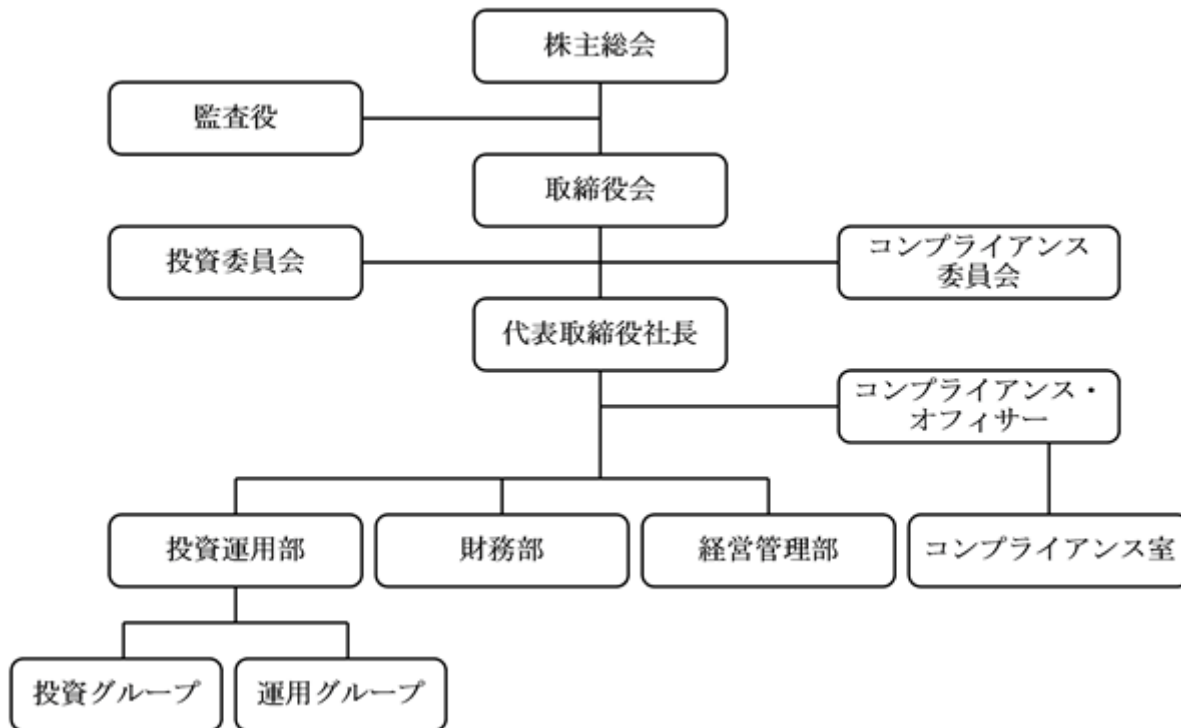 株主総会
監査役
取締役会
投資委員会
コンプライアンス
委員会
代表取締役社長
コンプライアンス・
オフィサー
投資運用部
財務部
経営管理部
コンプライアンス室
投資グループ
運用グループ